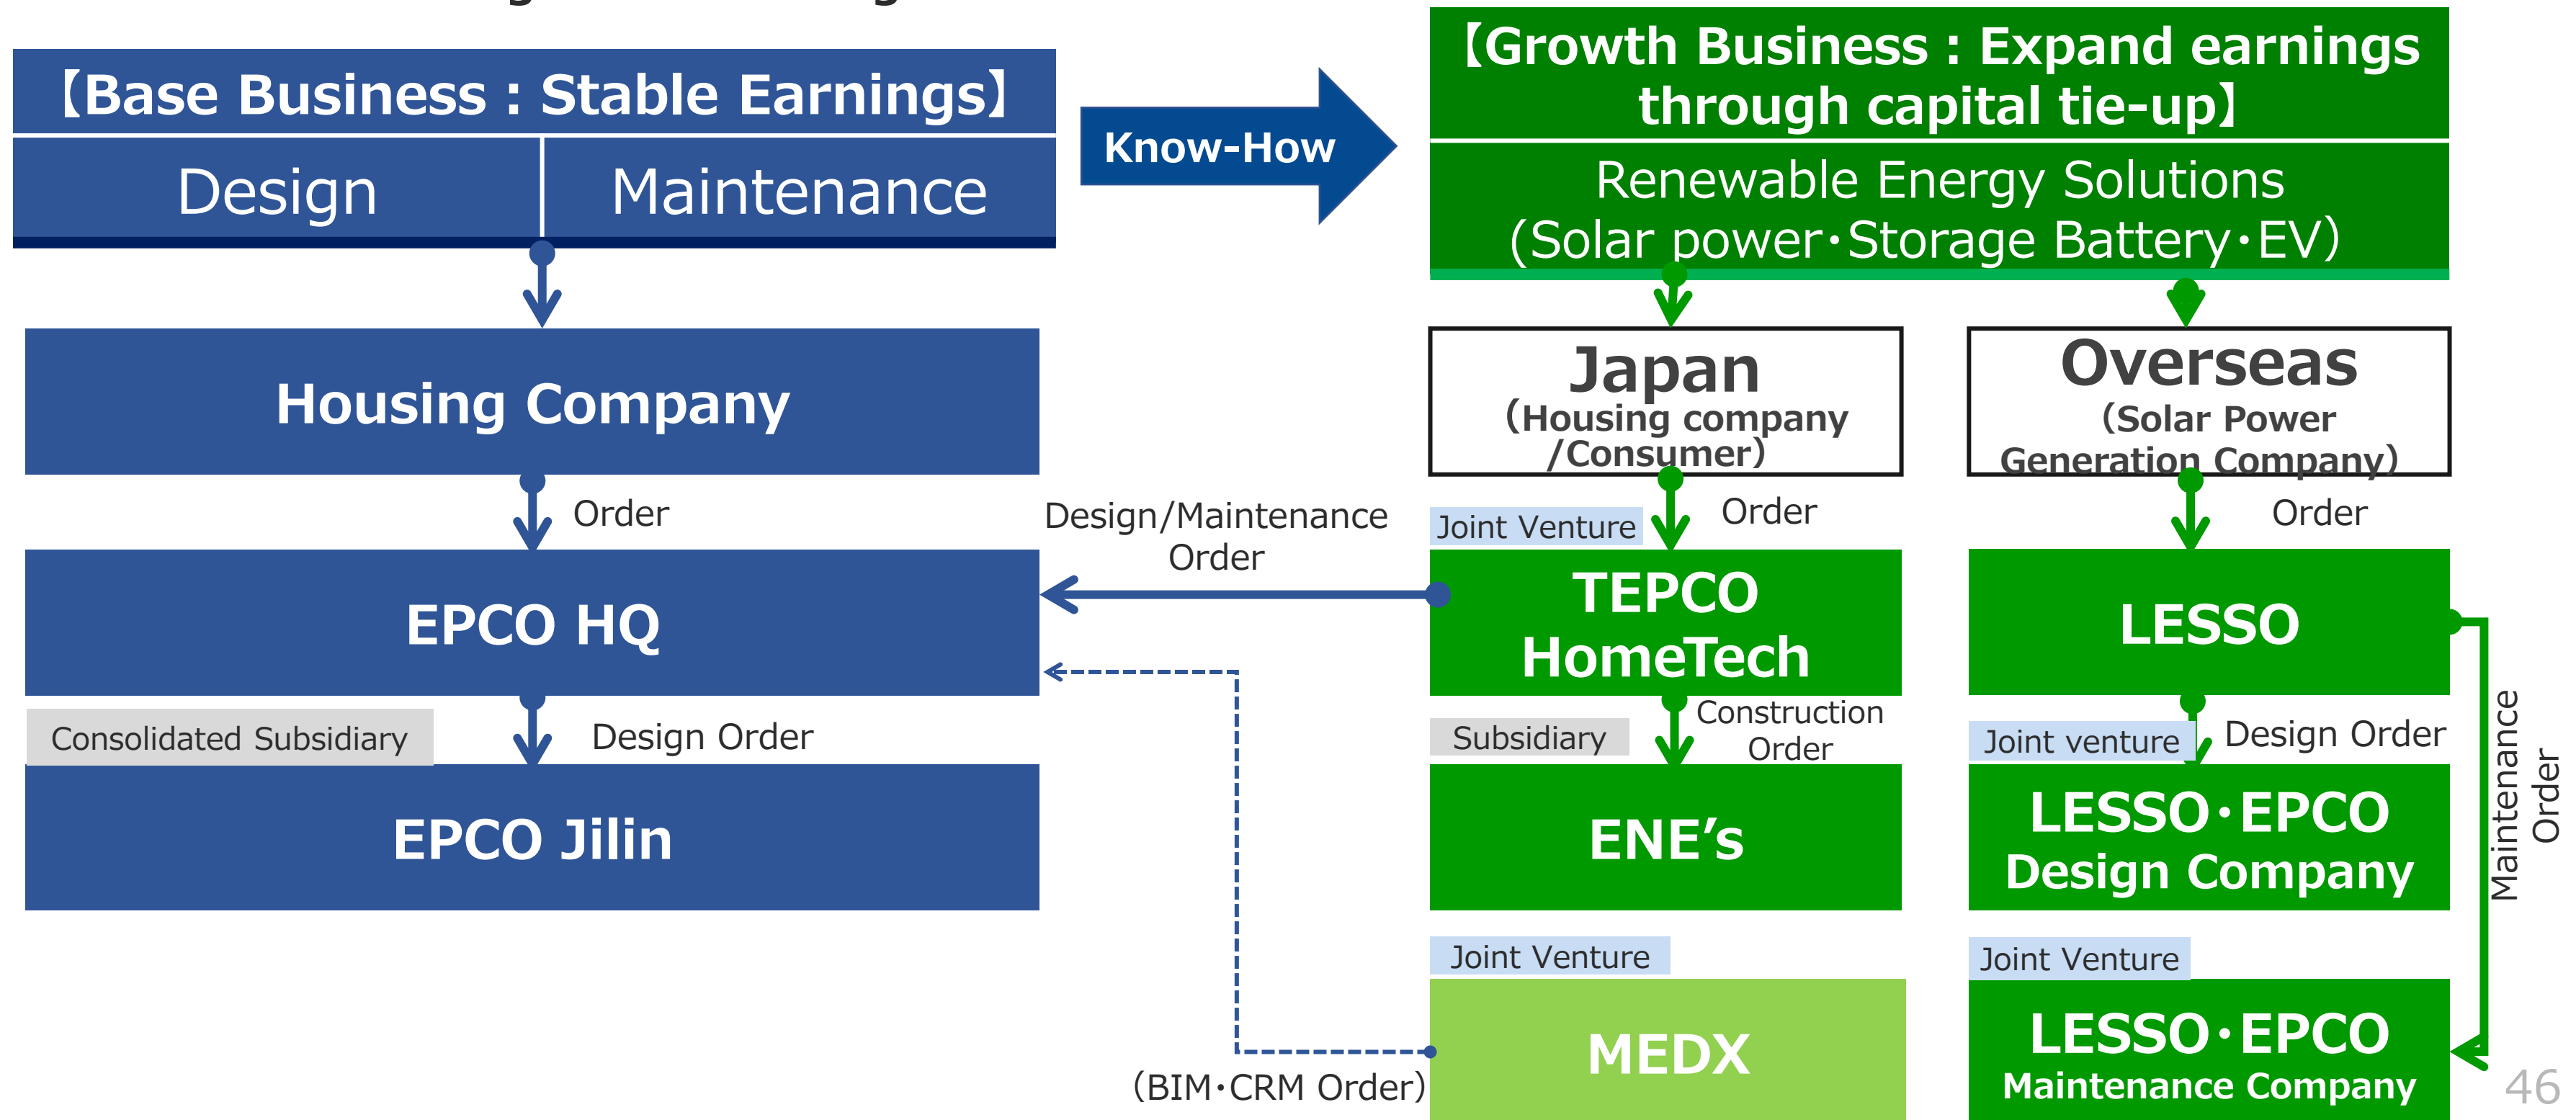 【Base Business：Stable Earnings】
Design
Maintenance
Know-How
【Growth Business：Expand earnings
through capital tie-up】
Renewable Energy Solutions
(Solar power・Storage Battery・EV）
Housing Company
Japan
（Housing company
/Consumer）
Overseas
（Solar Power
Generation Company）
Order
Design/Maintenance
Order
Joint Venture
Order
Order
EPCO HQ
TEPCO
HomeTech
LESSO
Consolidated Subsidiary
Design Order
Subsidiary
Construction
Order
Joint venture
Design Order
Maintenance
Order
EPCO Jilin
ENE’s
LESSO・EPCO
Design Company
Joint Venture
Joint Venture
MEDX
LESSO・EPCO
Maintenance Company
（BIM・CRM Order）
46